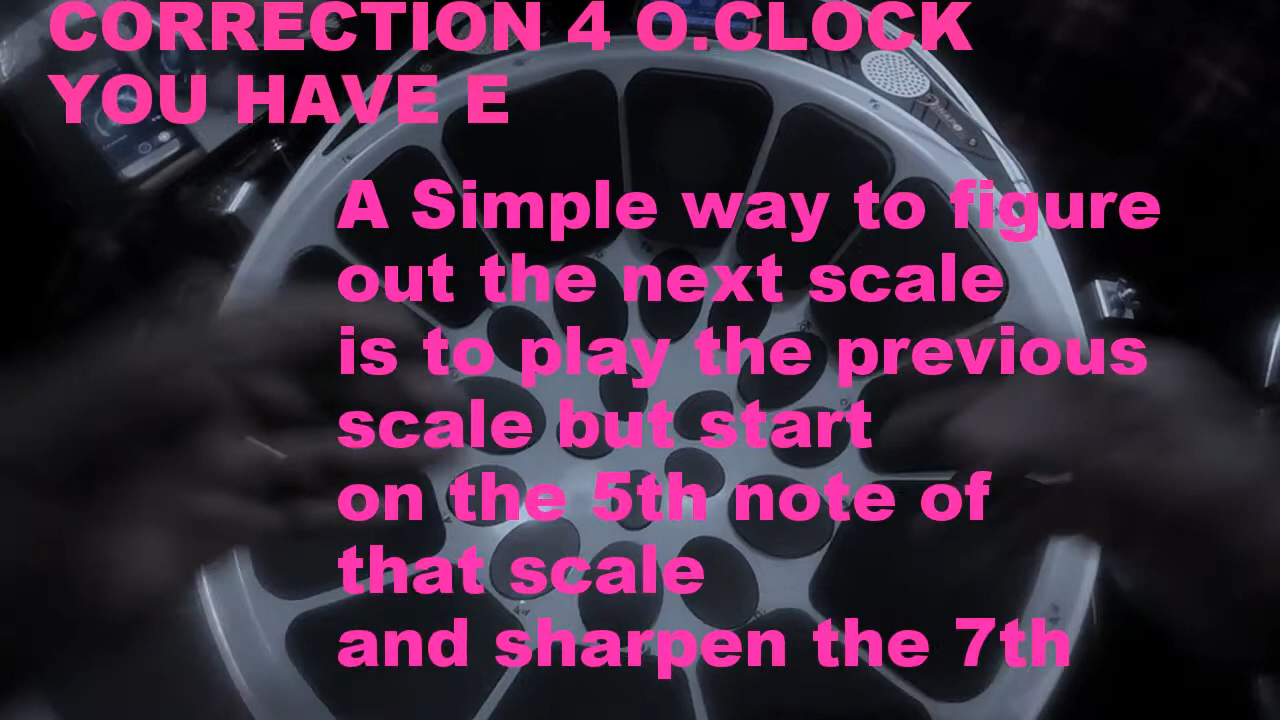 CORRECTION 4 O.CLOCK
YOU HAVE E
A Simple way to figure
out the next scale
is to play the previous
scale but start
on the 5th note of
that scale
and sharpen the 7th